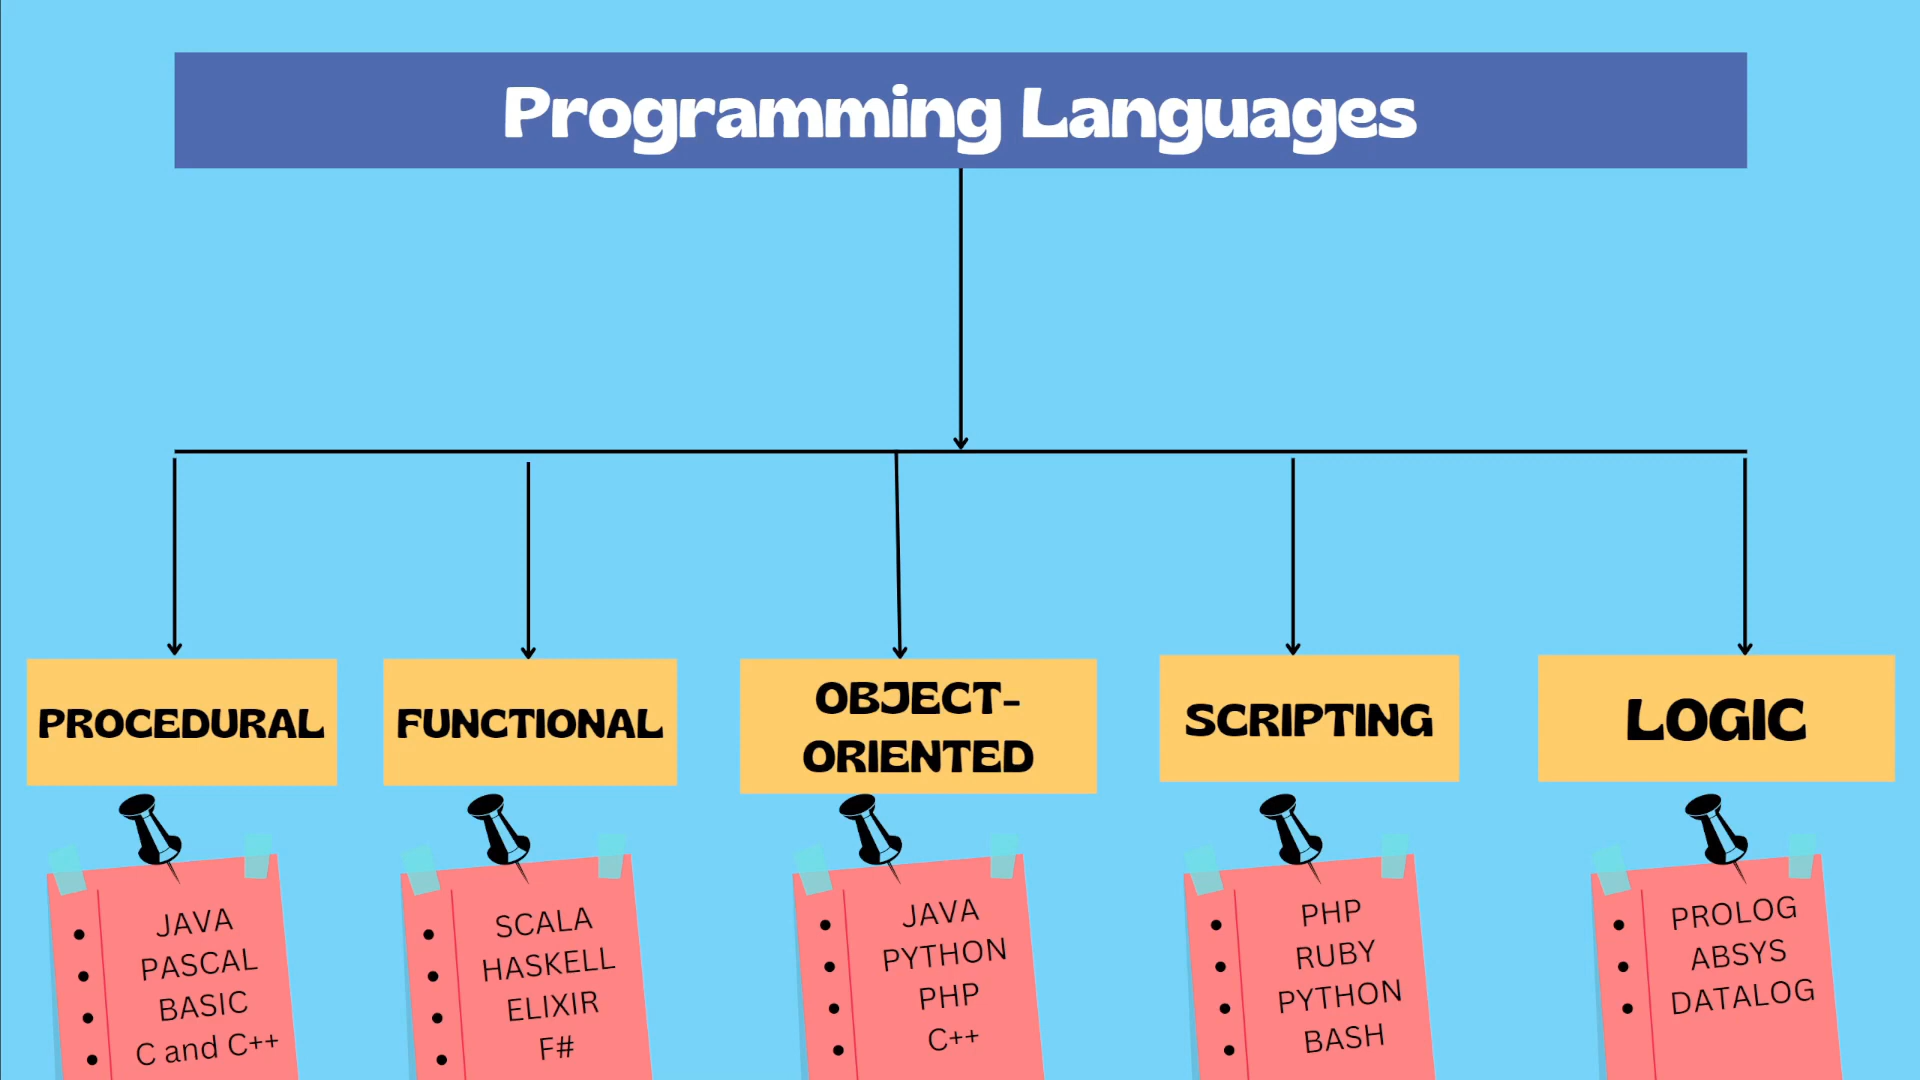 Programming Languages
PROCEDURAL
FUNCTIONAL
OBJECT-
ORIENTED
SCRIPTING
LOGIC
JAVA
PASCAL
BASIC
C and C++
SCALA
HASKELL
ELIXIR
F#
JAVA
PYTHON
PHP
C++
PHP
RUBY
PYTHON
BASH
PROLOG
ABSYS
DATALOG